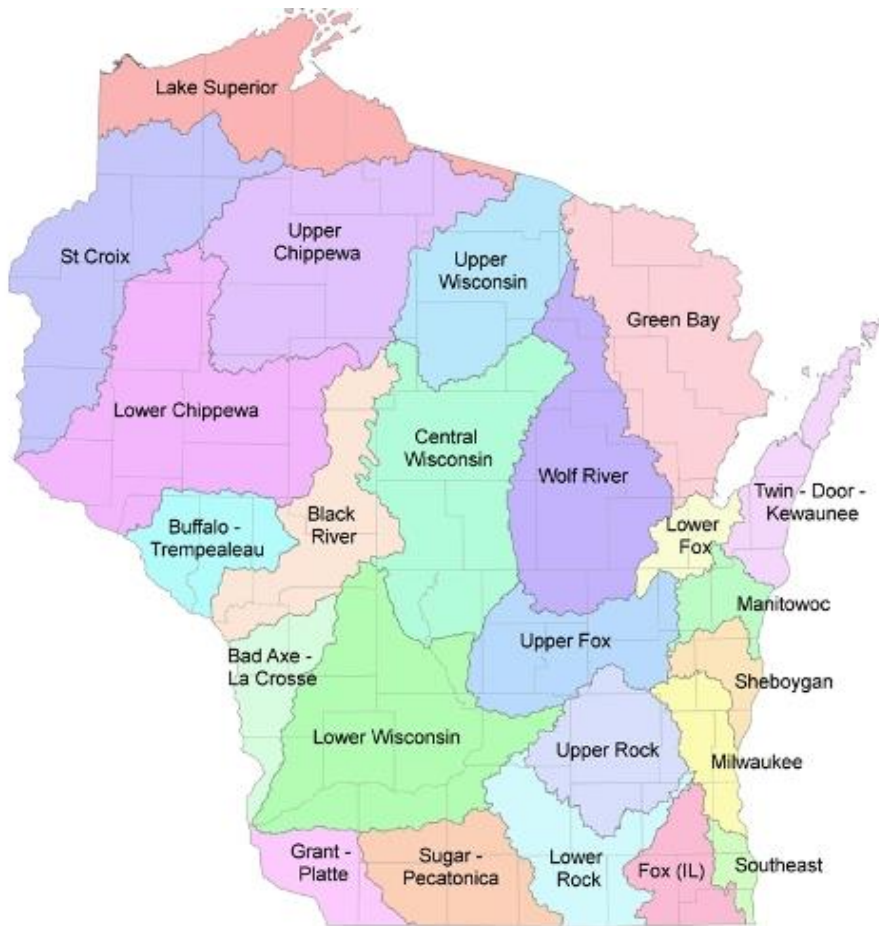 Lake Superior
Upper
Chippewa
St Croix
Upper
Wisconsin
Green Bay
Lower Chippewa
Central
Wisconsin
Wolf River
Twin - Door -
Kewaunee
Black
River
Buffalo -
Trempealeau
Lower
Fox
Manitowoc
Upper Fox
Bad Axe -
La Crosse
Sheboygan
Lower Wisconsin
Upper Rock
Milwaukee
Grant -
Platte
Sugar -
Pecatonica
Lower
Rock
Fox (IL)
Southeast